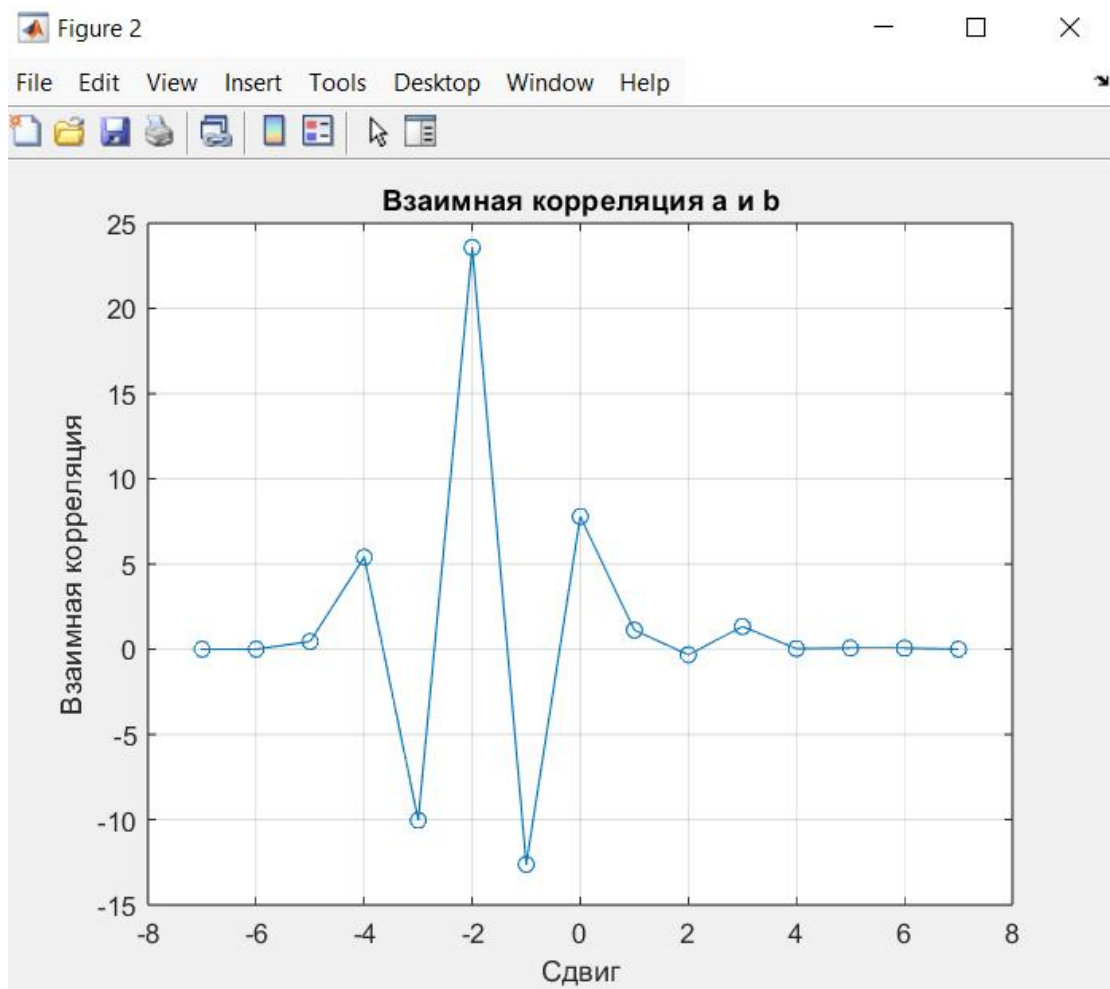 Figure 2
File Edit View Insert Tools Desktop Window Help
Взаимная корреляция a и b
25
20
15
10
5
0
-5
-10
-15
Взаимная корреляция
-8 -6 -4 -2 0 2 4 6 8
Сдвиг